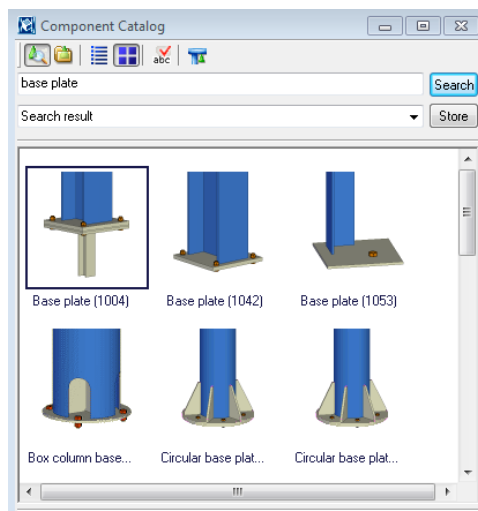 Component Catalog
abc
base plate
Search
Search result
Store
Base plate (1004)
Base plate (1042)
Base plate (1053)
Box column base...
Circular base plat...
Circular base plat...